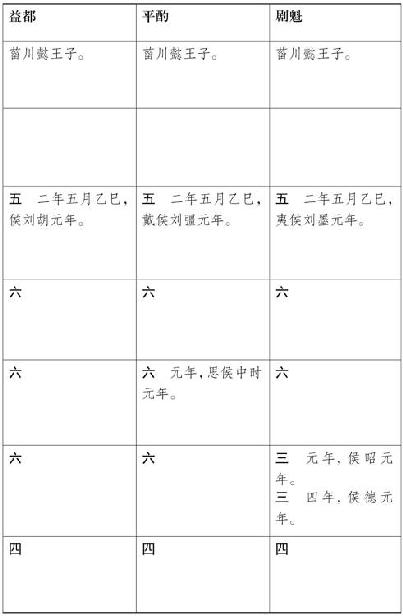 益都 平酌 剧魁
菑川懿王子。 菑川懿王子。 菑川懿王子。
五 二年五月乙巳， 五 二年五月乙巳， 五 二年五月乙巳，
侯刘胡元年。 戴侯刘彊元年。 夷侯刘墨元年。
六 六 六
六 六 元年，思侯中时 六
元年。
六 六 三 元年，侯昭元
年。
三 四年，侯德元
年。
四 四 四